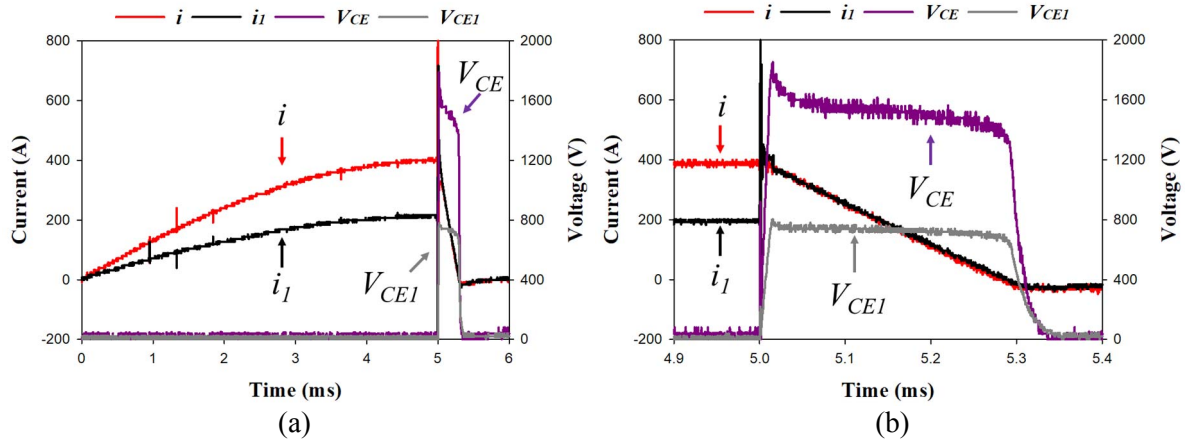 i i1 VCE VCE1
800 2000
600 1600
400 1200
200 800
0 400
-200 0
Current (A)
Voltage (V)
i
i1
VCE
VCE1
0 1 2 3 4 5 6
Time (ms)
(a)
i i1 VCE VCE1
800 2000
600 1600
400 1200
200 800
0 400
-200 0
Current (A)
Voltage (V)
i
i1
VCE
VCE1
4.9 5.0 5.1 5.2 5.3 5.4
Time (ms)
(b)